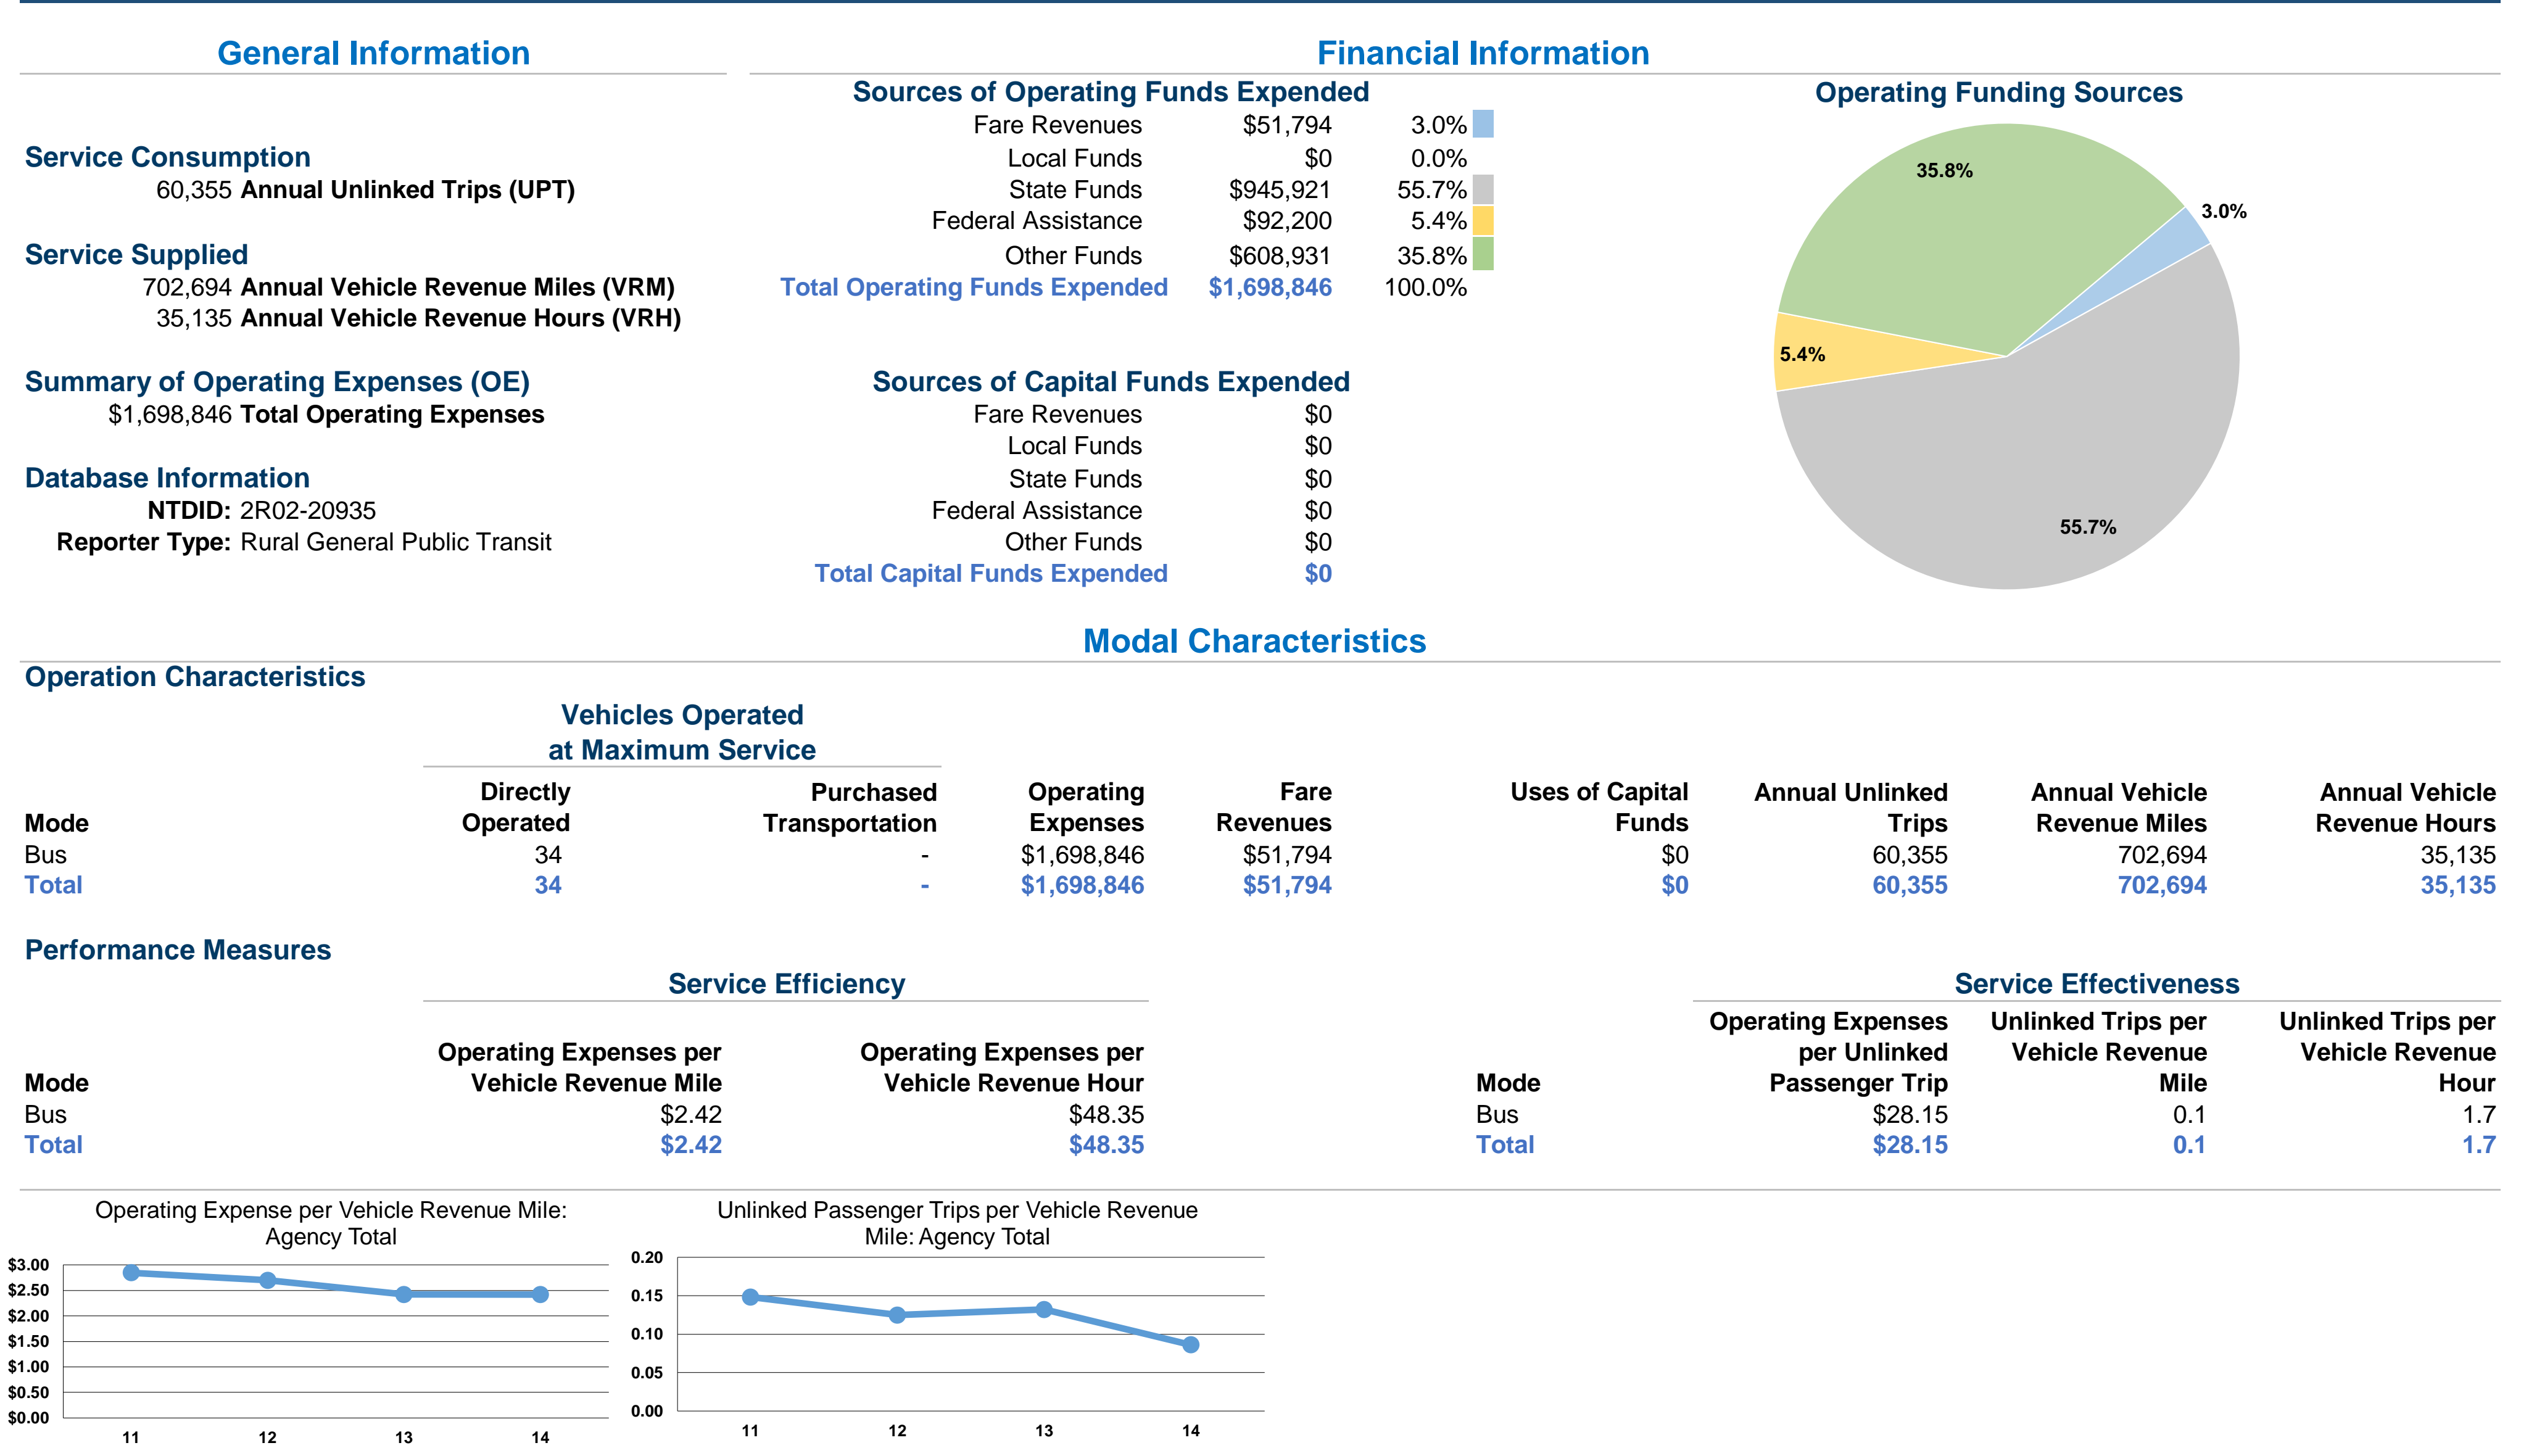 General Information
Service Consumption
60,355 Annual Unlinked Trips (UPT)
Service Supplied
702,694 Annual Vehicle Revenue Miles (VRM)
35,135 Annual Vehicle Revenue Hours (VRH)
Summary of Operating Expenses (OE)
$1,698,846 Total Operating Expenses
Database Information
NTDID: 2R02-20935
Reporter Type: Rural General Public Transit
Financial Information
Sources of Operating Funds Expended
Fare Revenues $51,794 3.0%
Local Funds $0 0.0%
State Funds $945,921 55.7%
Federal Assistance $92,200 5.4%
Other Funds $608,931 35.8%
Total Operating Funds Expended $1,698,846 100.0%
Sources of Capital Funds Expended
Fare Revenues $0
Local Funds $0
State Funds $0
Federal Assistance $0
Other Funds $0
Total Capital Funds Expended $0
Operating Funding Sources
35.8%
3.0%
5.4%
55.7%
Modal Characteristics
Operation Characteristics
Vehicles Operated
at Maximum Service
Directly Purchased Operating Fare Uses of Capital Annual Unlinked Annual Vehicle Annual Vehicle
Mode Operated Transportation Expenses Revenues Funds Trips Revenue Miles Revenue Hours
Bus 34 - $1,698,846 $51,794 $0 60,355 702,694 35,135
Total 34 - $1,698,846 $51,794 $0 60,355 702,694 35,135
Performance Measures
Service Efficiency
Operating Expenses per Operating Expenses per
Mode Vehicle Revenue Mile Vehicle Revenue Hour
Bus $2.42 $48.35
Total $2.42 $48.35
Service Effectiveness
Operating Expenses Unlinked Trips per Unlinked Trips per
per Unlinked Vehicle Revenue Vehicle Revenue
Mode Passenger Trip Mile Hour
Bus $28.15 0.1 1.7
Total $28.15 0.1 1.7
Operating Expense per Vehicle Revenue Mile:
Agency Total
$3.00
$2.50
$2.00
$1.50
$1.00
$0.50
$0.00
11 12 13 14
Unlinked Passenger Trips per Vehicle Revenue
Mile: Agency Total
0.20
0.15
0.10
0.05
0.00
11 12 13 14